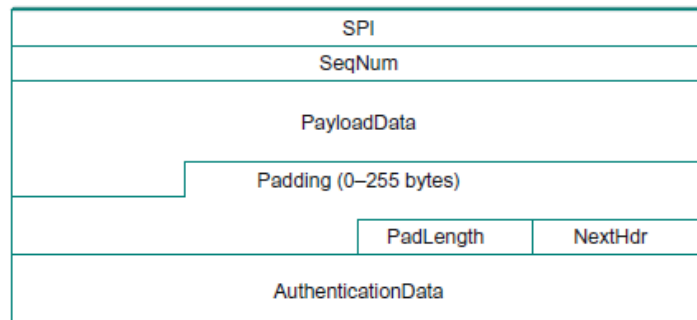 SPI
SeqNum
PayloadData
Padding (0–255 bytes)
PadLength NextHdr
AuthenticationData